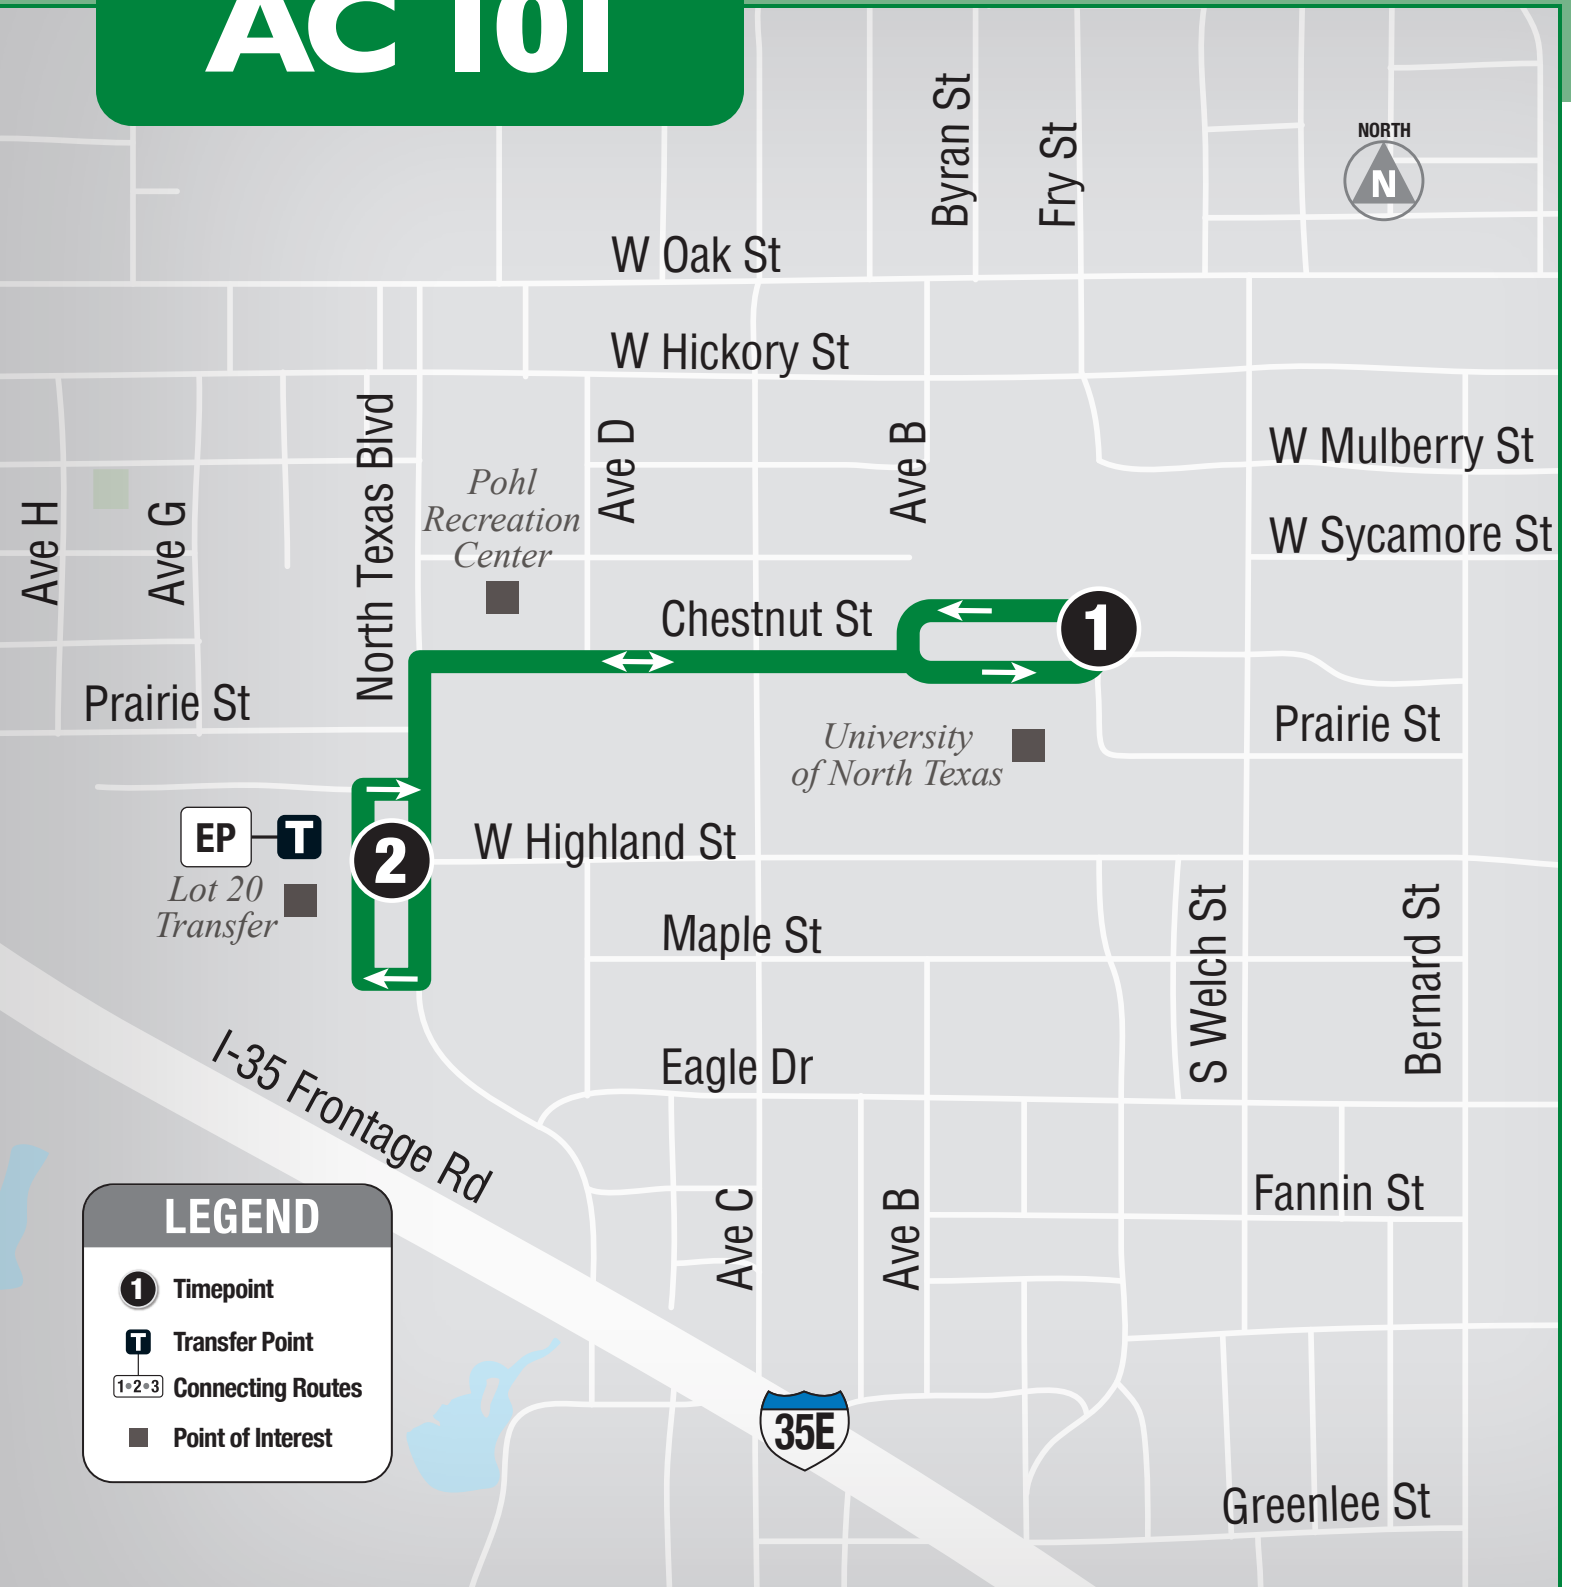 AC 101
Byran St
Fry St
NORTH
N
W Oak St
W Hickory St
North Texas Blvd
Ave D
Ave B
W Mulberry St
Pohl
Recreation
Center
Ave H
Ave G
W Sycamore St
Chestnut St
1
Prairie St
Prairie St
University
of North Texas
EP
T
2
W Highland St
Lot 20
Transfer
Maple St
S Welch St
Bernard St
I-35 Frontage Rd
Eagle Dr
Ave C
Ave B
Fannin St
LEGEND
1 Timepoint
T Transfer Point
1•2•3 Connecting Routes
Point of Interest
35E
Greenlee St